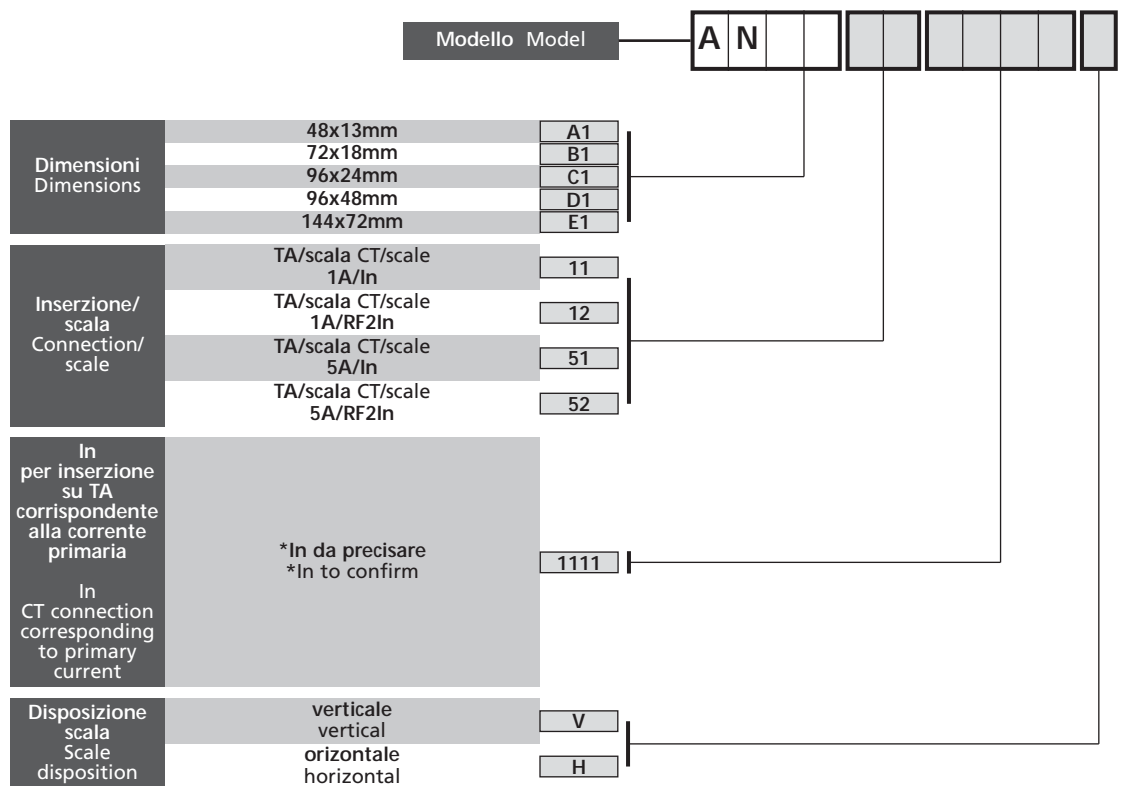 Modello Model
A N
Dimensioni
Dimensions
48x13mm A1
72x18mm B1
96x24mm C1
96x48mm D1
144x72mm E1
Inserzione/
scala
Connection/
scale
TA/scala CT/scale
1A/In
11
TA/scala CT/scale
1A/RF2In
12
TA/scala CT/scale
5A/In
51
TA/scala CT/scale
5A/RF2In
52
In
per inserzione
su TA
corrispondente
alla corrente
primaria
In
CT connection
corresponding
to primary
current
*In da precisare
*In to confirm
1111
Disposizione
scala
Scale
disposition
verticale
vertical
V
orizontale
horizontal
H